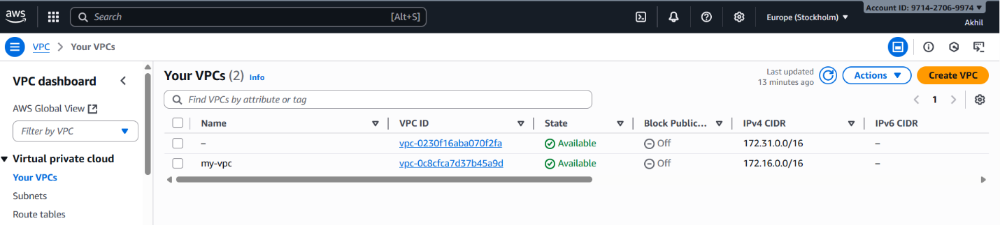 aws
Search [Alt+S]
Europe (Stockholm)
Account ID: 9714-2706-9974
Akhil
VPC
Your VPCs
VPC dashboard
AWS Global View
Filter by VPC
Virtual private cloud
Your VPCs
Subnets
Route tables
Your VPCs (2) Info
Last updated
13 minutes ago
Actions
Create VPC
Find VPCs by attribute or tag
1
Name VPC ID State Block Public... IPv4 CIDR IPv6 CIDR
– vpc-0230f16aba070f2fa Available Off 172.31.0.0/16 –
my-vpc vpc-0c8cfca7d37b45a9d Available Off 172.16.0.0/16 –